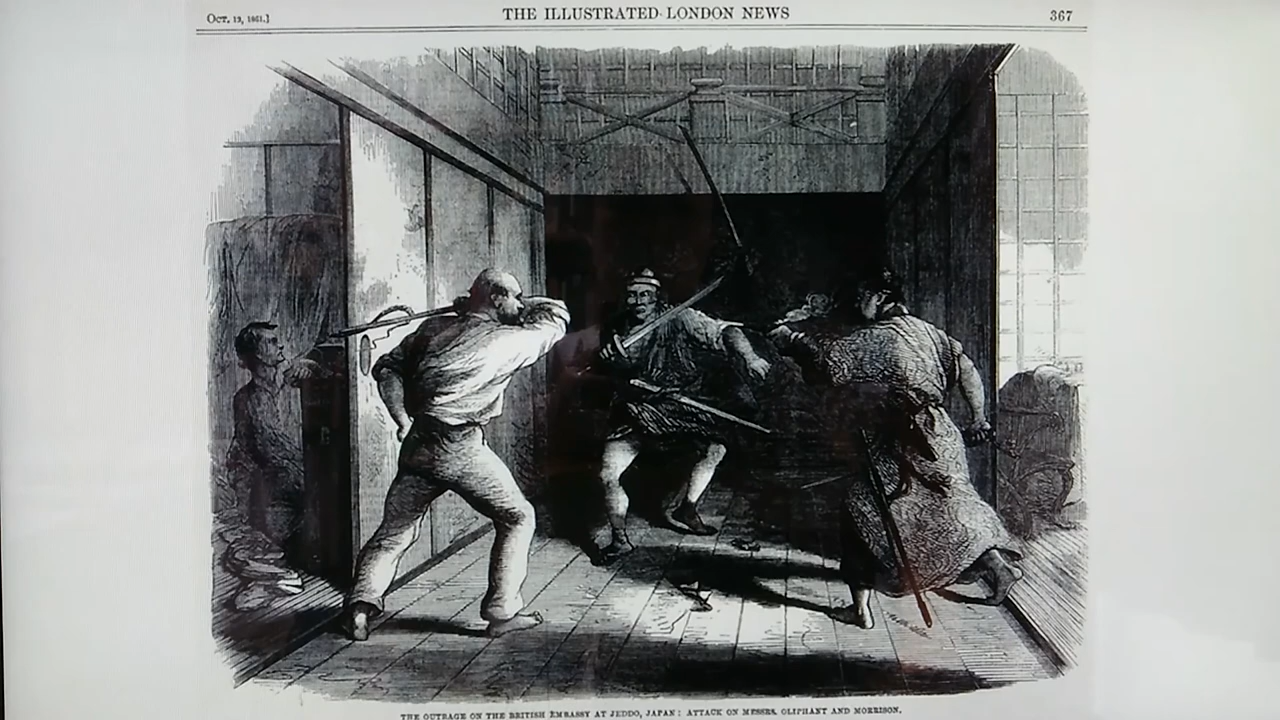 OCT. 19, 1861.]
THE ILLUSTRATED LONDON NEWS
367
THE OUTRAGE ON THE BRITISH EMBASSY AT JEDDO, JAPAN: ATTACK ON MESSRS. OLIPHANT AND MORRISON.